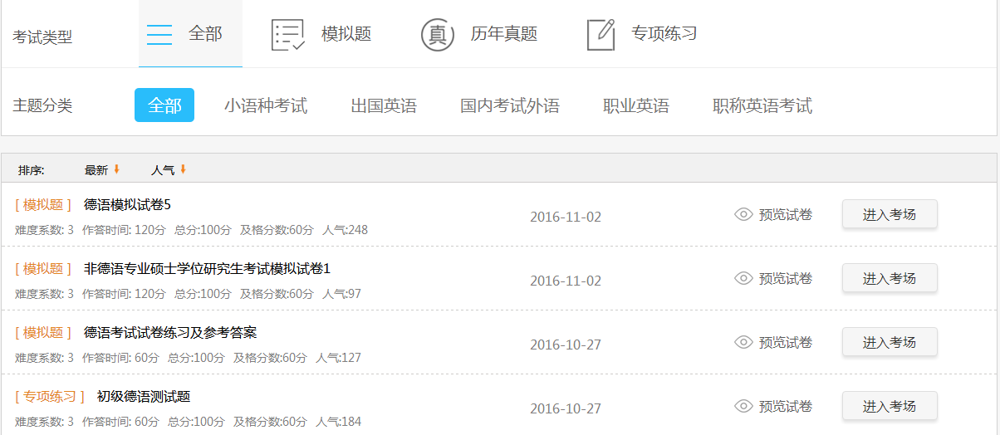 考试类型 全部 模拟题 真 历年真题 专项练习
主题分类 全部 小语种考试 出国英语 国内考试外语 职业英语 职称英语考试
排序: 最新 人气
[ 模拟题 ] 德语模拟试卷5
难度系数: 3 作答时间: 120分 总分:100分 及格分数:60分 人气:248
2016-11-02 预览试卷 进入考场
[ 模拟题 ] 非德语专业硕士学位研究生考试模拟试卷1
难度系数: 3 作答时间: 120分 总分:100分 及格分数:60分 人气:97
2016-11-02 预览试卷 进入考场
[ 模拟题 ] 德语考试试卷练习及参考答案
难度系数: 3 作答时间: 60分 总分:100分 及格分数:60分 人气:127
2016-10-27 预览试卷 进入考场
[ 专项练习 ] 初级德语测试题
难度系数: 3 作答时间: 60分 总分:100分 及格分数:60分 人气:184
2016-10-27 预览试卷 进入考场